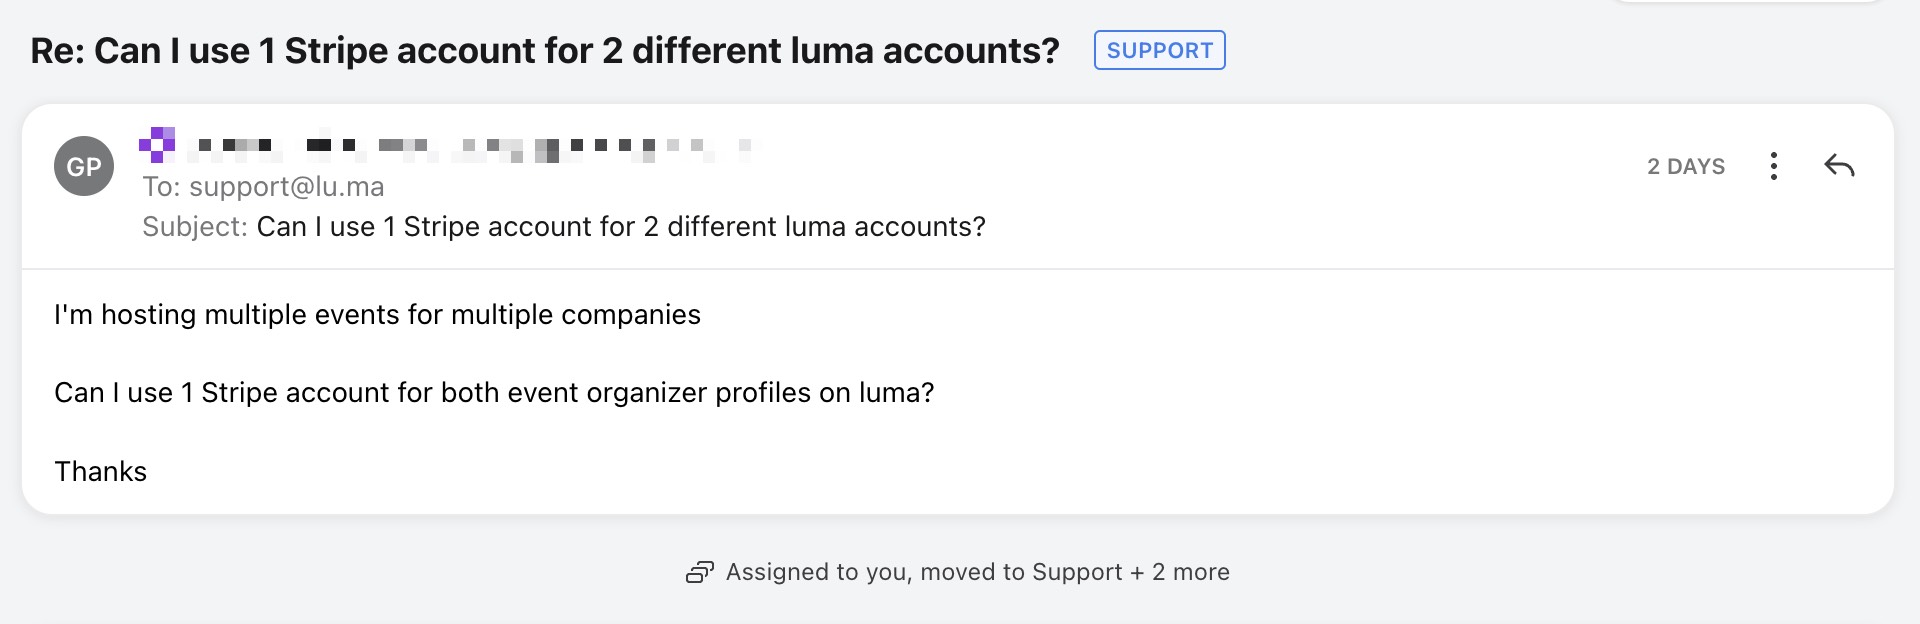 Re: Can I use 1 Stripe account for 2 different luma accounts? SUPPORT
GP
To: support@lu.ma
Subject: Can I use 1 Stripe account for 2 different luma accounts?
2 DAYS
I'm hosting multiple events for multiple companies
Can I use 1 Stripe account for both event organizer profiles on luma?
Thanks
Assigned to you, moved to Support + 2 more